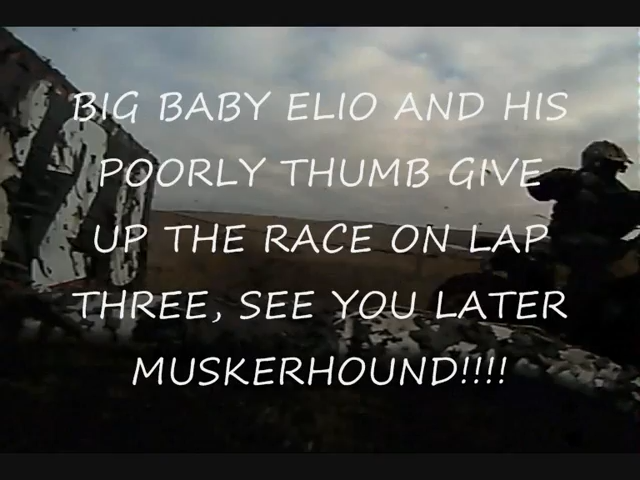 BIG BABY ELIO AND HIS
POORLY THUMB GIVE
UP THE RACE ON LAP
THREE, SEE YOU LATER
MUSKERHOUND!!!!